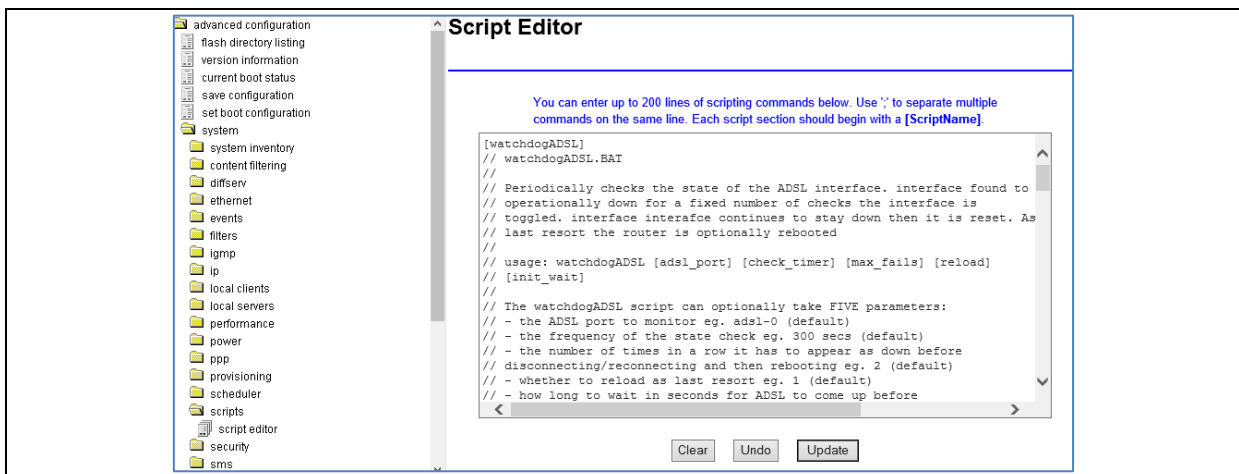 advanced configuration
flash directory listing
version information
current boot status
save configuration
set boot configuration
system
system inventory
content filtering
diffserv
ethernet
events
filters
igmp
ip
local clients
local servers
performance
power
ppp
provisioning
scheduler
scripts
script editor
security
sms
Script Editor
You can enter up to 200 lines of scripting commands below. Use ';' to separate multiple
commands on the same line. Each script section should begin with a [ScriptName].
[watchdogADSL]
// watchdogADSL.BAT
//
// Periodically checks the state of the ADSL interface. interface found to
// operationally down for a fixed number of checks the interface is
// toggled. interface interafce continues to stay down then it is reset. As
// last resort the router is optionally rebooted
//
// usage: watchdogADSL [adsl_port] [check_timer] [max_fails] [reload]
// [init_wait]
//
// The watchdogADSL script can optionally take FIVE parameters:
// - the ADSL port to monitor eg. adsl-0 (default)
// - the frequency of the state check eg. 300 secs (default)
// - the number of times in a row it has to appear as down before
// disconnecting/reconnecting and then rebooting eg. 2 (default)
// - whether to reload as last resort eg. 1 (default)
// - how long to wait in seconds for ADSL to come up before
Clear
Undo
Update